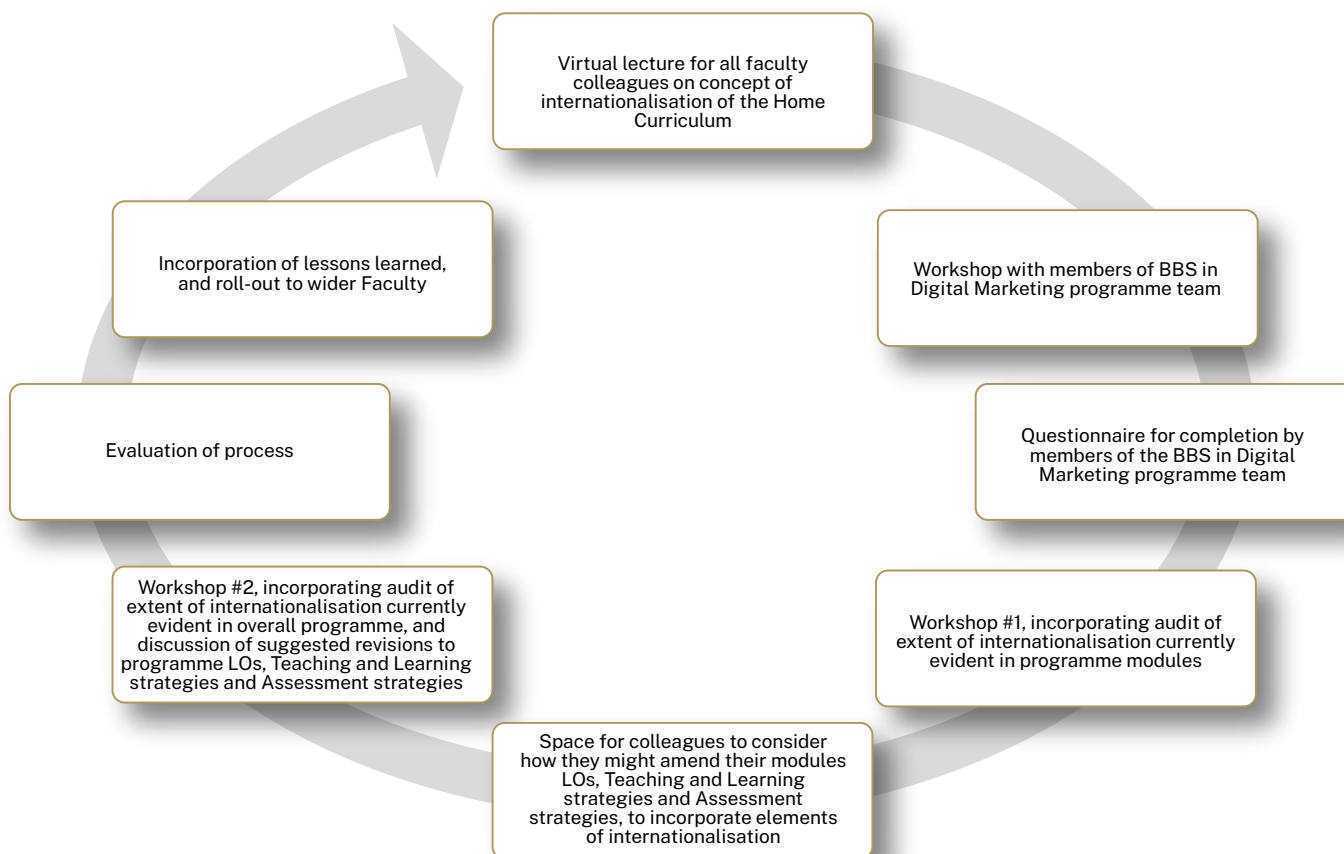 Virtual lecture for all faculty
colleagues on concept of
internationalisation of the Home
Curriculum
Workshop with members of BBS in
Digital Marketing programme team
Questionnaire for completion by
members of the BBS in Digital
Marketing programme team
Workshop #1, incorporating audit of
extent of internationalisation currently
evident in programme modules
Space for colleagues to consider
how they might amend their modules
LOs, Teaching and Learning
strategies and Assessment
strategies, to incorporate elements
of internationalisation
Workshop #2, incorporating audit of
extent of internationalisation currently
evident in overall programme, and
discussion of suggested revisions to
programme LOs, Teaching and Learning
strategies and Assessment strategies
Evaluation of process
Incorporation of lessons learned,
and roll-out to wider Faculty